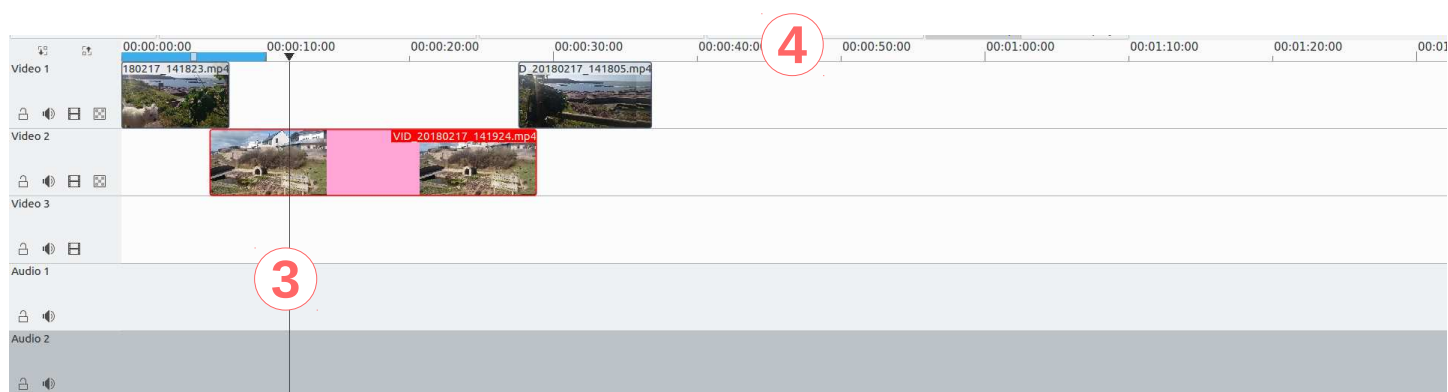 00:00:00:00 00:00:10:00 00:00:20:00 00:00:30:00 00:00:40:0 4 00:00:50:00 00:01:00:00 00:01:10:00 00:01:20:00 00:01
Video 1 180217_141823.mp4 D_20180217_141805.mp4
Video 2 VID_20180217_141924.mp4
Video 3
Audio 1
3
Audio 2